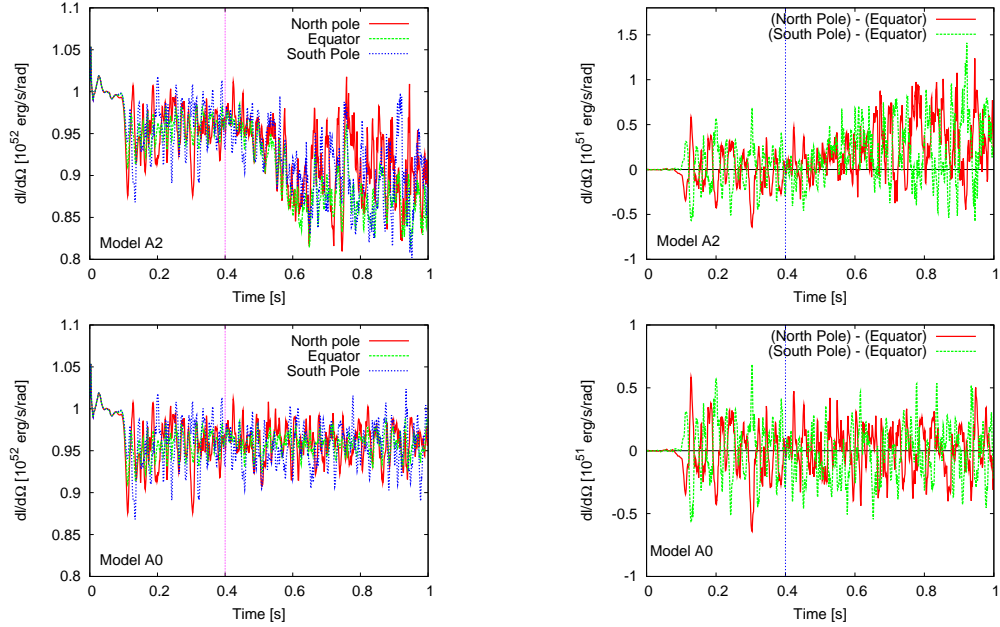 1.1
1.05
1
0.95
0.9
0.85
0.8
dl/dΩ [10^52 erg/s/rad]
North pole
Equator
South Pole
Model A2
0 0.2 0.4 0.6 0.8 1
Time [s]
1.5
1
0.5
0
-0.5
-1
dl/dΩ [10^51 erg/s/rad]
(North Pole) - (Equator)
(South Pole) - (Equator)
Model A2
0 0.2 0.4 0.6 0.8 1
Time [s]
1.1
1.05
1
0.95
0.9
0.85
0.8
dl/dΩ [10^52 erg/s/rad]
North pole
Equator
South Pole
Model A0
0 0.2 0.4 0.6 0.8 1
Time [s]
1
0.5
0
-0.5
-1
dl/dΩ [10^51 erg/s/rad]
(North Pole) - (Equator)
(South Pole) - (Equator)
Model A0
0 0.2 0.4 0.6 0.8 1
Time [s]